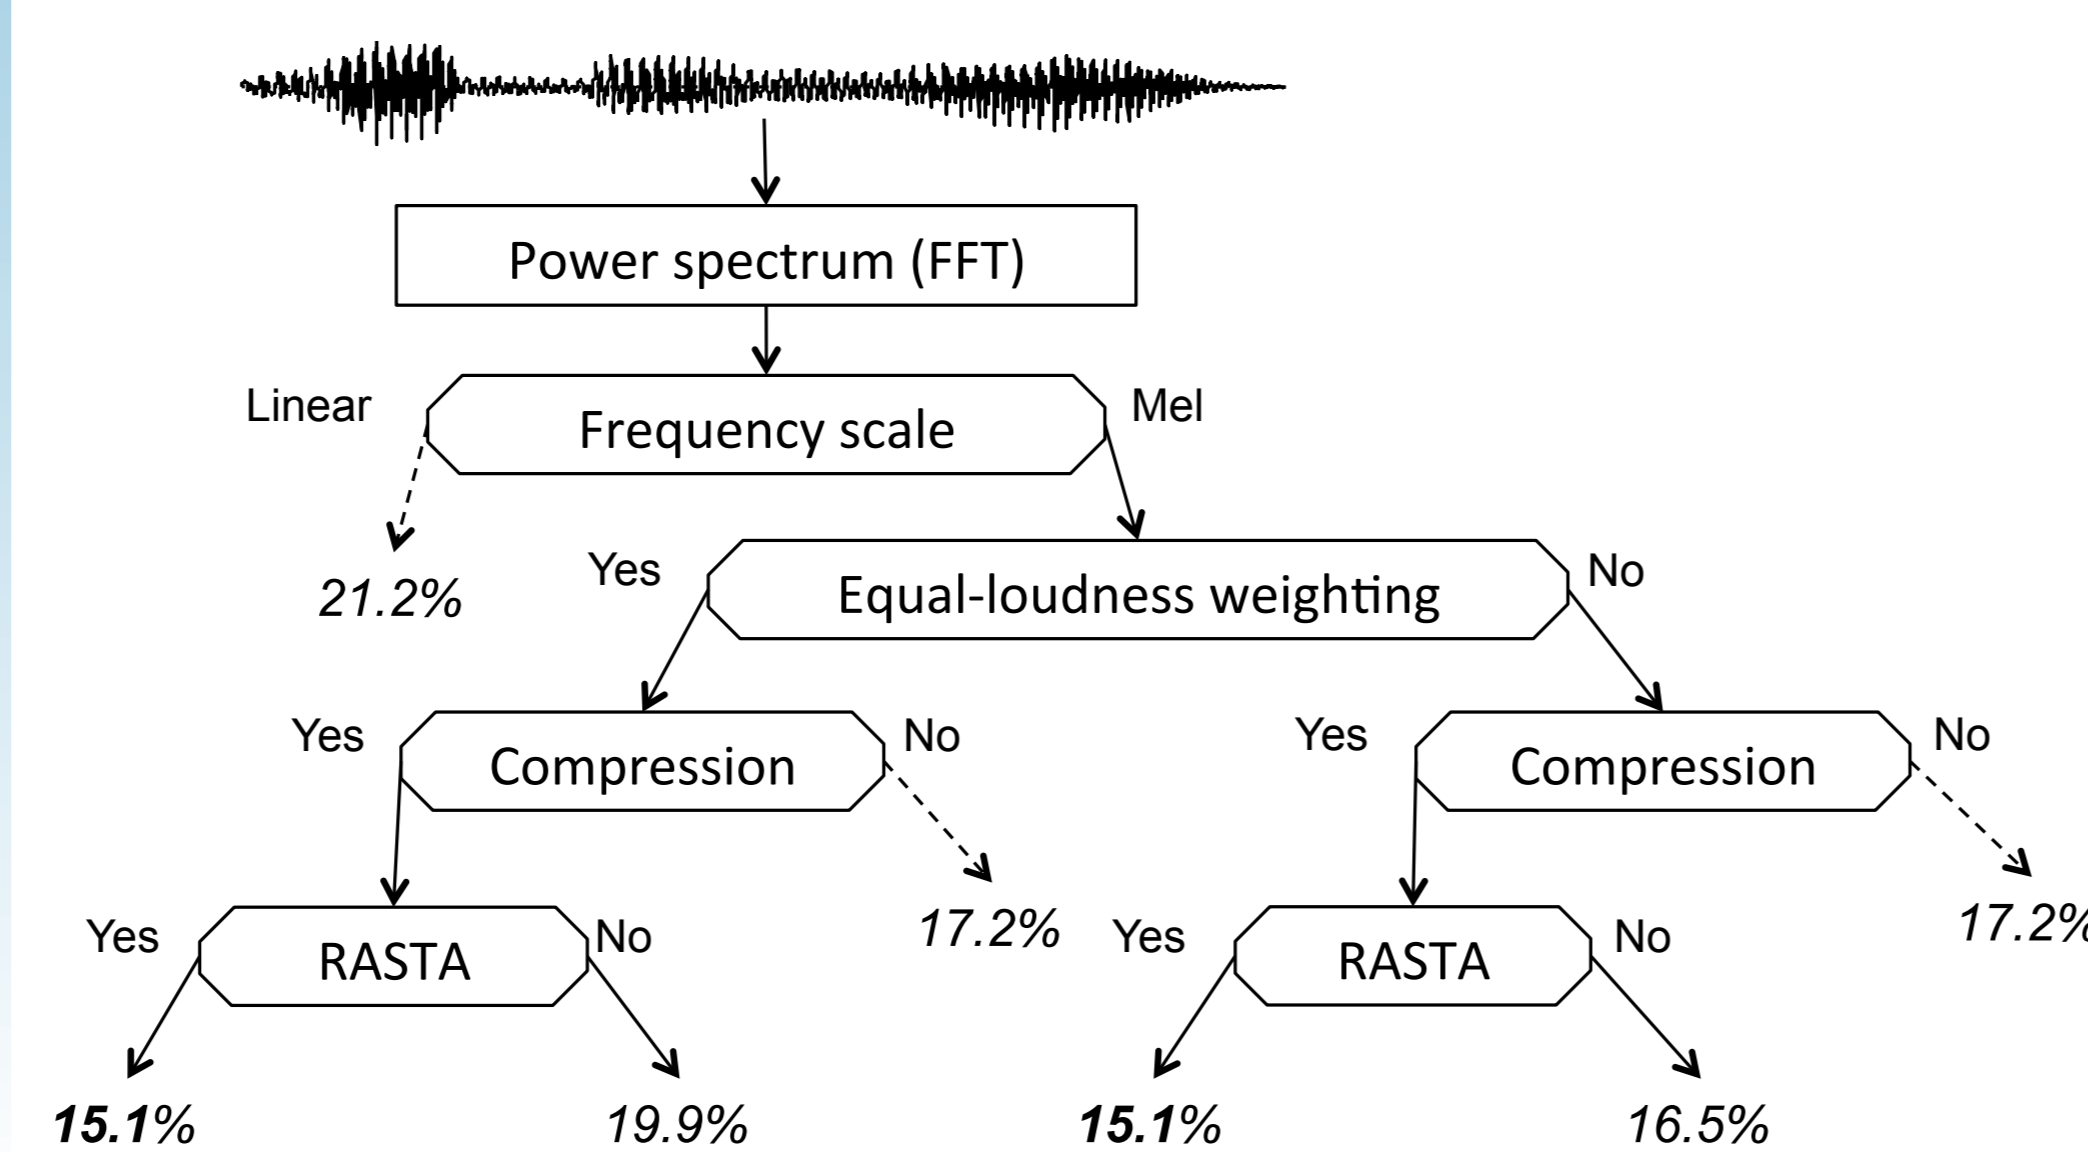 Power spectrum (FFT)
Linear
Frequency scale
Mel
21.2%
Yes
Equal-loudness weighting
No
Yes
Compression
No
Yes
Compression
No
17.2%
17.2%
Yes
RASTA
No
Yes
RASTA
No
15.1%
19.9%
15.1%
16.5%